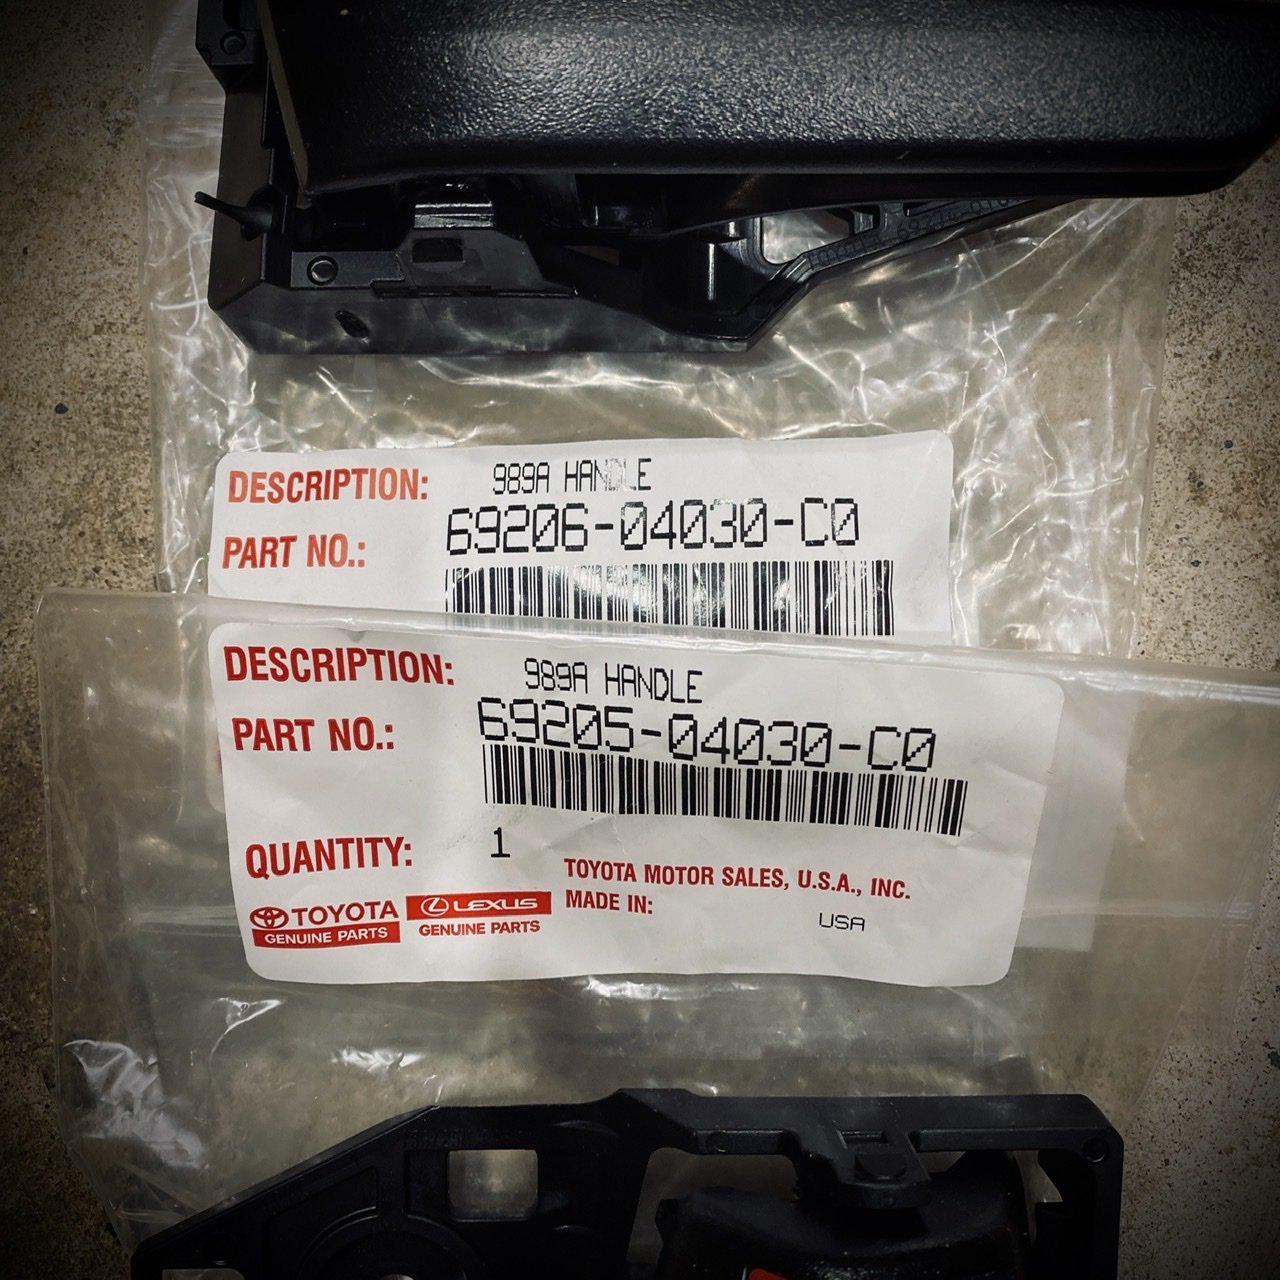 DESCRIPTION: 989A HANDLE
PART NO.: 69206-04030-C0
DESCRIPTION: 989A HANDLE
PART NO.: 69205-04030-C0
QUANTITY: 1
TOYOTA MOTOR SALES, U.S.A., INC.
MADE IN: USA
TOYOTA LEXUS
GENUINE PARTS GENUINE PARTS